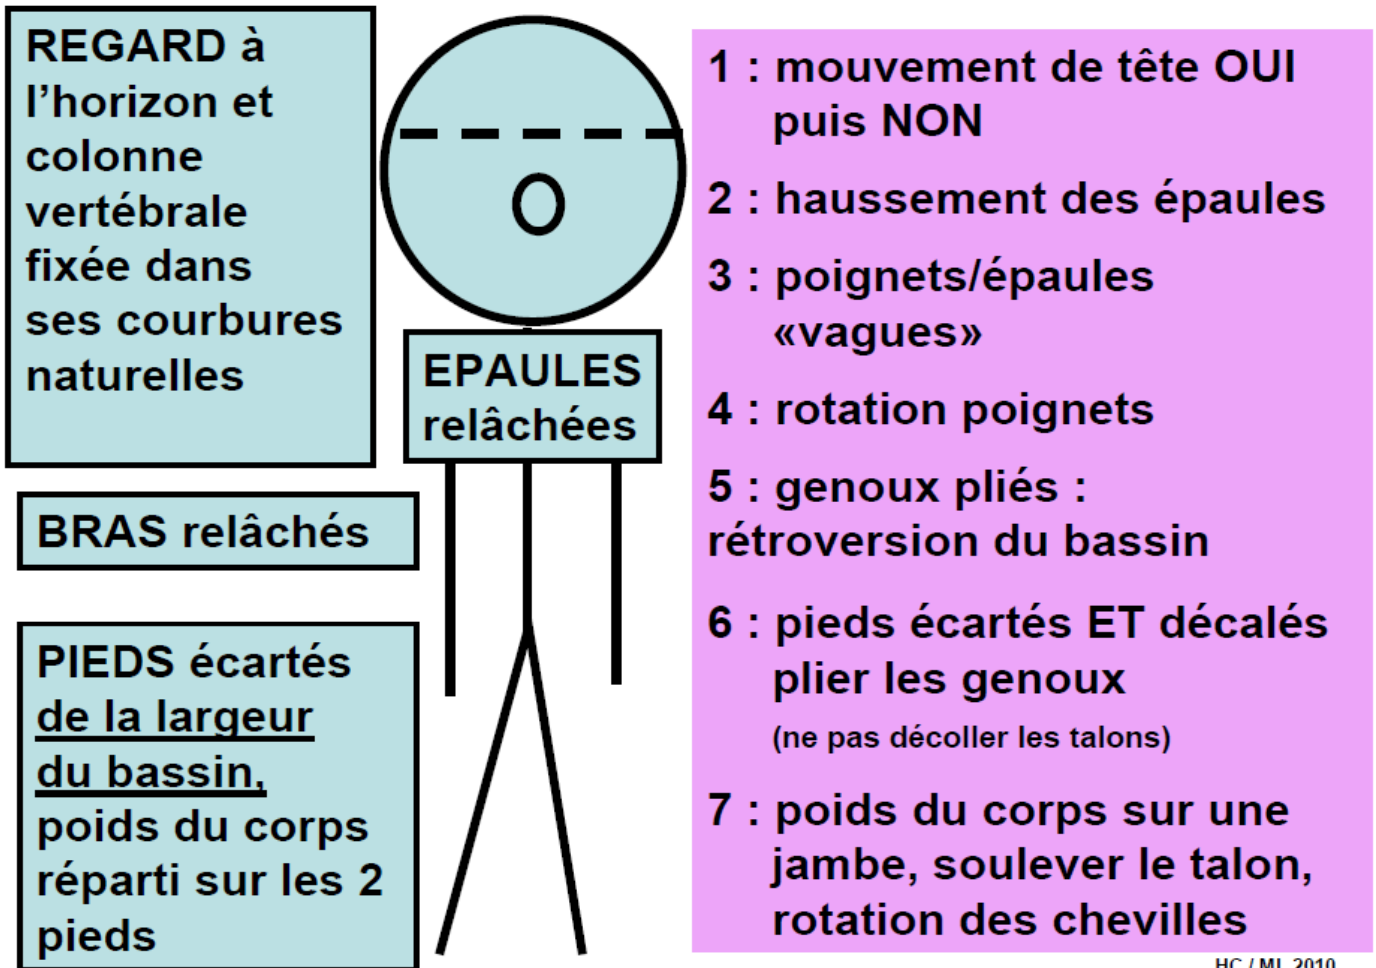 REGARD à
l'horizon et
colonne
vertébrale
fixée dans
ses courbures
naturelles
EPAULES
relâchées
BRAS relâchés
PIEDS écartés
de la largeur
du bassin,
poids du corps
réparti sur les 2
pieds
1 : mouvement de tête OUI
puis NON
2 : haussement des épaules
3 : poignets/épaules
«vagues»
4 : rotation poignets
5 : genoux pliés :
rétroversion du bassin
6 : pieds écartés ET décalés
plier les genoux
(ne pas décoller les talons)
7 : poids du corps sur une
jambe, soulever le talon,
rotation des chevilles
HC / ML 2010